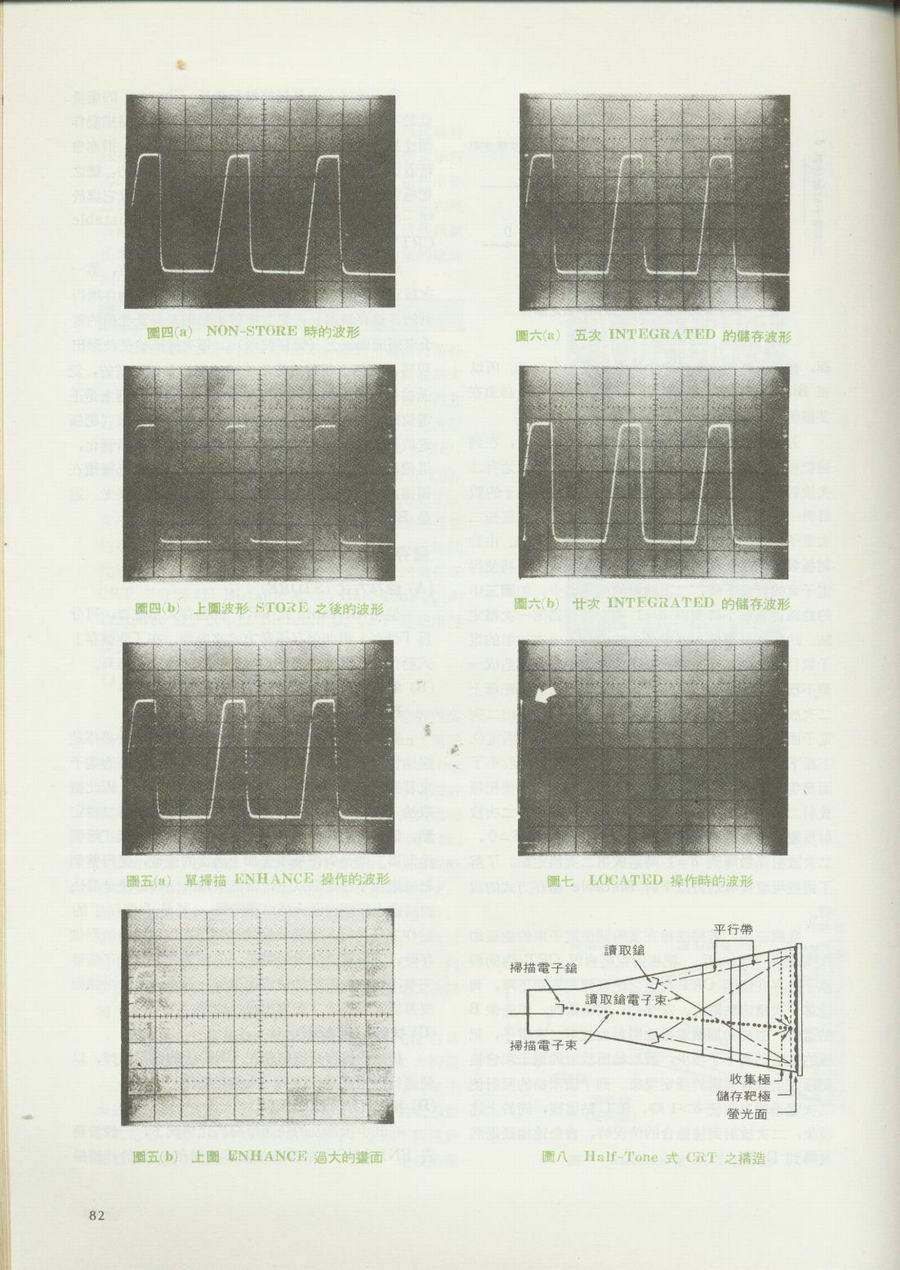 圖四(a) NON-STORE 時的波形
圖六(a) 五次 INTEGRATED 的儲存波形
圖四(b) 上圖波形 STORE 之後的波形
圖六(b) 廿次 INTEGRATED 的儲存波形
圖五(a) 單掃描 ENHANCE 操作的波形
圖七 LOCATED 操作時的波形
平行帶
讀取鎗
掃描電子鎗
讀取鎗電子束
掃描電子束
收集極
儲存靶極
螢光面
圖五(b) 上圖 ENHANCE 過大的畫面
圖八 Half-Tone 式 CRT 之構造
82